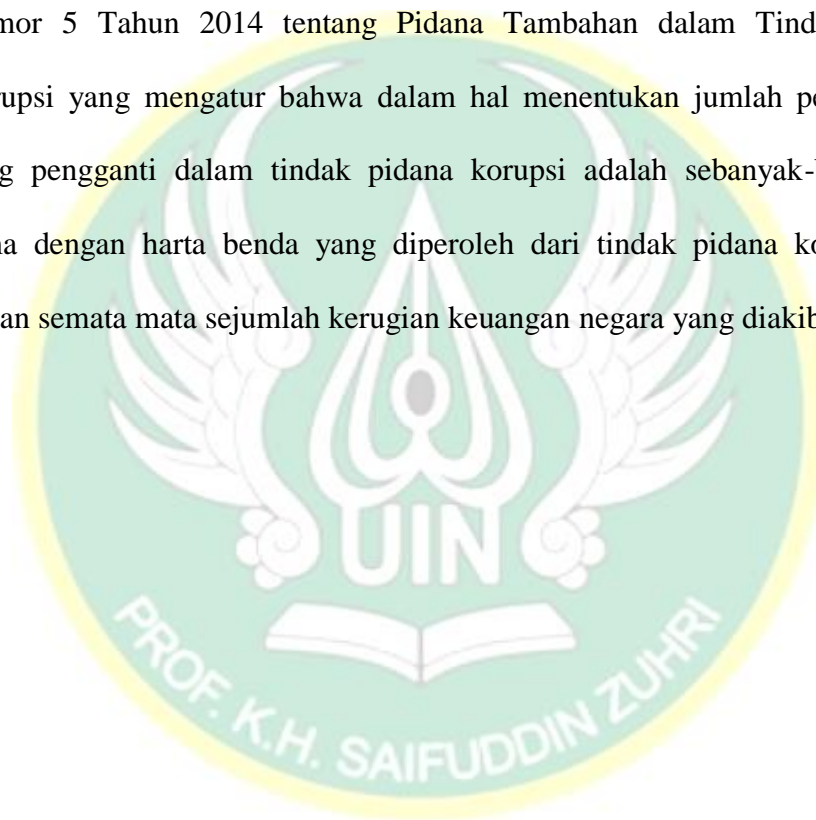 mor 5 Tahun 2014 tentang Pidana Tambahan dalam Tind
rupsi yang mengatur bahwa dalam hal menentukan jumlah pe
g pengganti dalam tindak pidana korupsi adalah sebanyak-
na dengan harta benda yang diperoleh dari tindak pidana ko
an semata mata sejumlah kerugian keuangan negara yang diakib
UIN
PROF. K.H. SAIFUDDIN ZUHRI